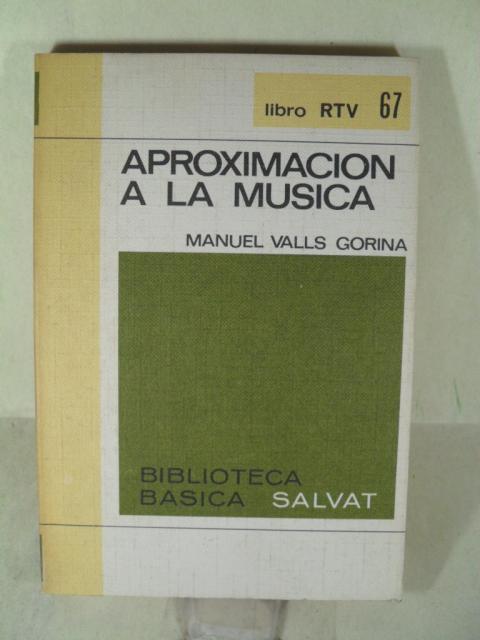 libro RTV 67
APROXIMACION
A LA MUSICA
MANUEL VALLS GORINA
BIBLIOTECA
BASICA SALVAT